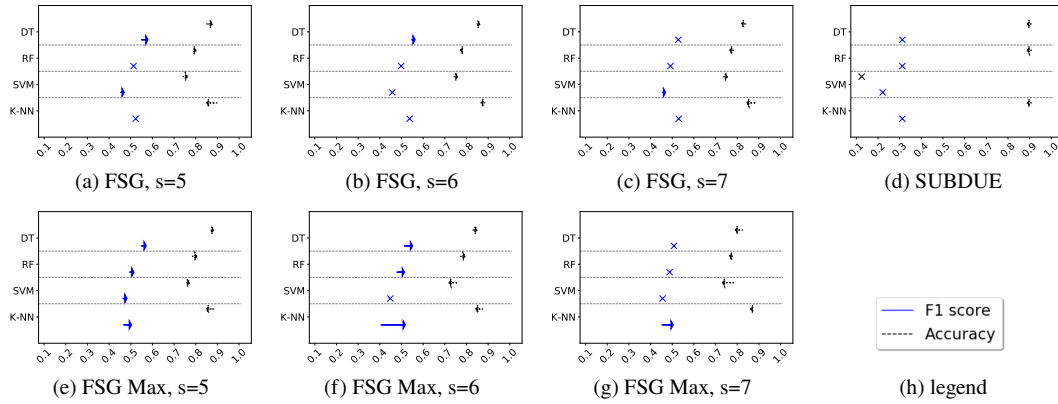 DT
RF
SVM
K-NN
0.1 0.2 0.3 0.4 0.5 0.6 0.7 0.8 0.9 1.0
(a) FSG, s=5
DT
RF
SVM
K-NN
0.1 0.2 0.3 0.4 0.5 0.6 0.7 0.8 0.9 1.0
(b) FSG, s=6
DT
RF
SVM
K-NN
0.1 0.2 0.3 0.4 0.5 0.6 0.7 0.8 0.9 1.0
(c) FSG, s=7
DT
RF
SVM
K-NN
0.1 0.2 0.3 0.4 0.5 0.6 0.7 0.8 0.9 1.0
(d) SUBDUE
DT
RF
SVM
K-NN
0.1 0.2 0.3 0.4 0.5 0.6 0.7 0.8 0.9 1.0
(e) FSG Max, s=5
DT
RF
SVM
K-NN
0.1 0.2 0.3 0.4 0.5 0.6 0.7 0.8 0.9 1.0
(f) FSG Max, s=6
DT
RF
SVM
K-NN
0.1 0.2 0.3 0.4 0.5 0.6 0.7 0.8 0.9 1.0
(g) FSG Max, s=7
F1 score
Accuracy
(h) legend